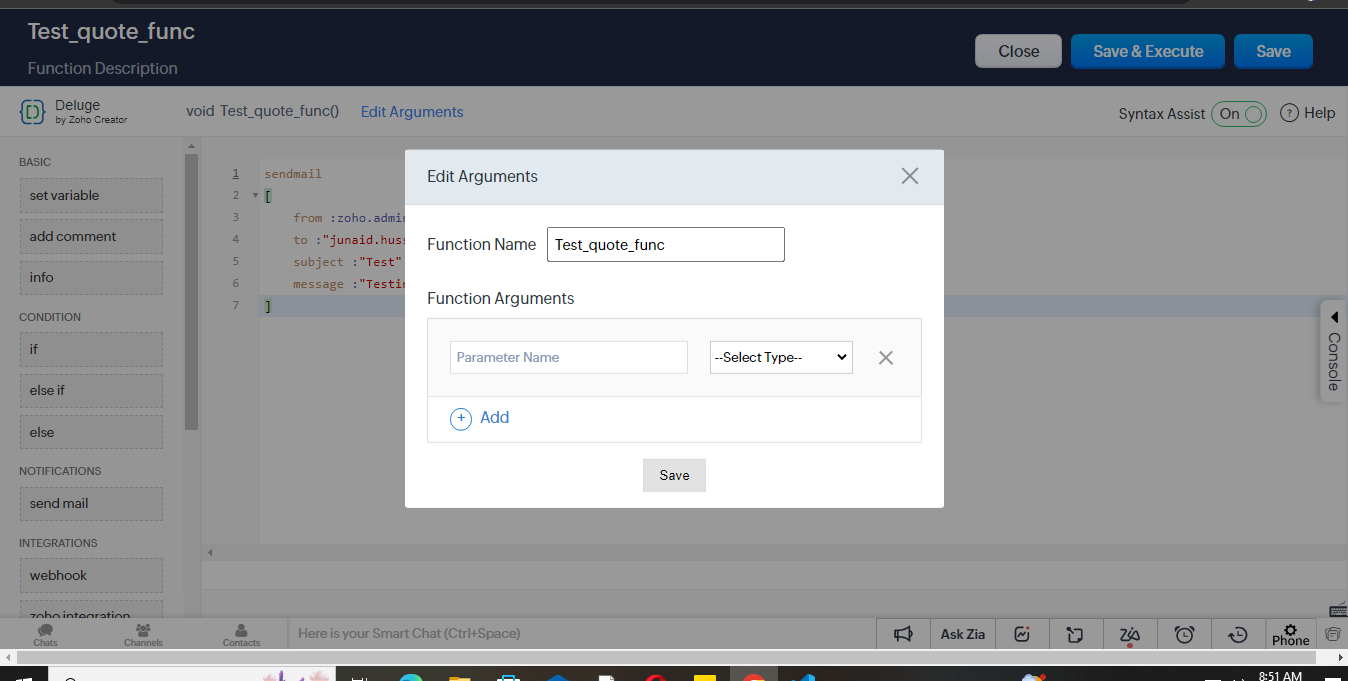 Test_quote_func
Function Description
Close
Save & Execute
Save
Deluge
by Zoho Creator
void Test_quote_func()
Edit Arguments
Syntax Assist
On
? Help
BASIC
set variable
add comment
info
CONDITION
if
else if
else
NOTIFICATIONS
send mail
INTEGRATIONS
webhook
zoho integration
1 sendmail
2 [
3 from :zoho.admin
4 to :"junaid.huss
5 subject :"Test"
6 message :"Testin
7 ]
Edit Arguments
Function Name
Test_quote_func
Function Arguments
Parameter Name
--Select Type--
+ Add
Save
Console
Chats
Channels
Contacts
Here is your Smart Chat (Ctrl+Space)
Ask Zia
Phone
8:51 AM